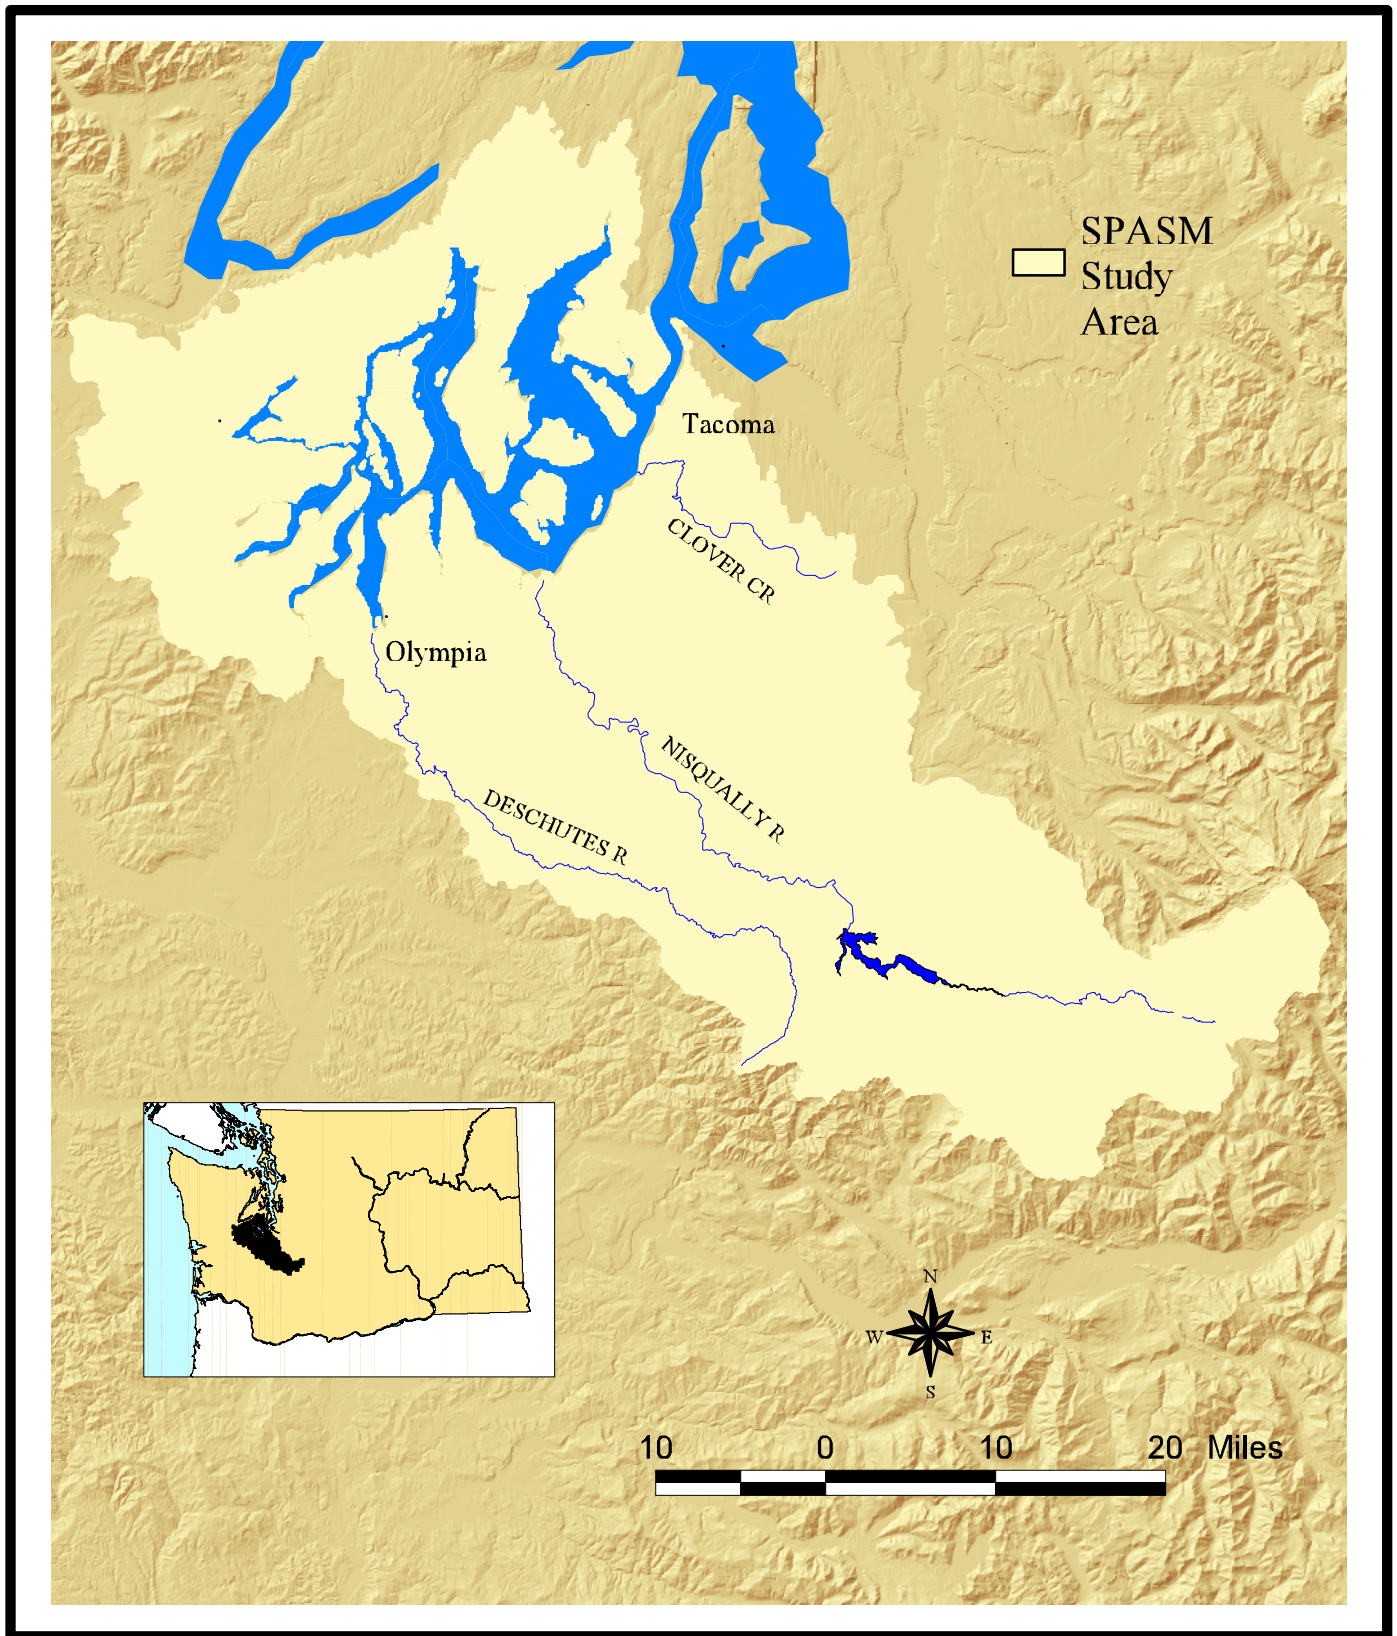 SPASM
Study
Area
Tacoma
CLOVER CR
Olympia
NISQUALLY R
DESCHUTES R
N
W E
S
10 0 10 20 Miles